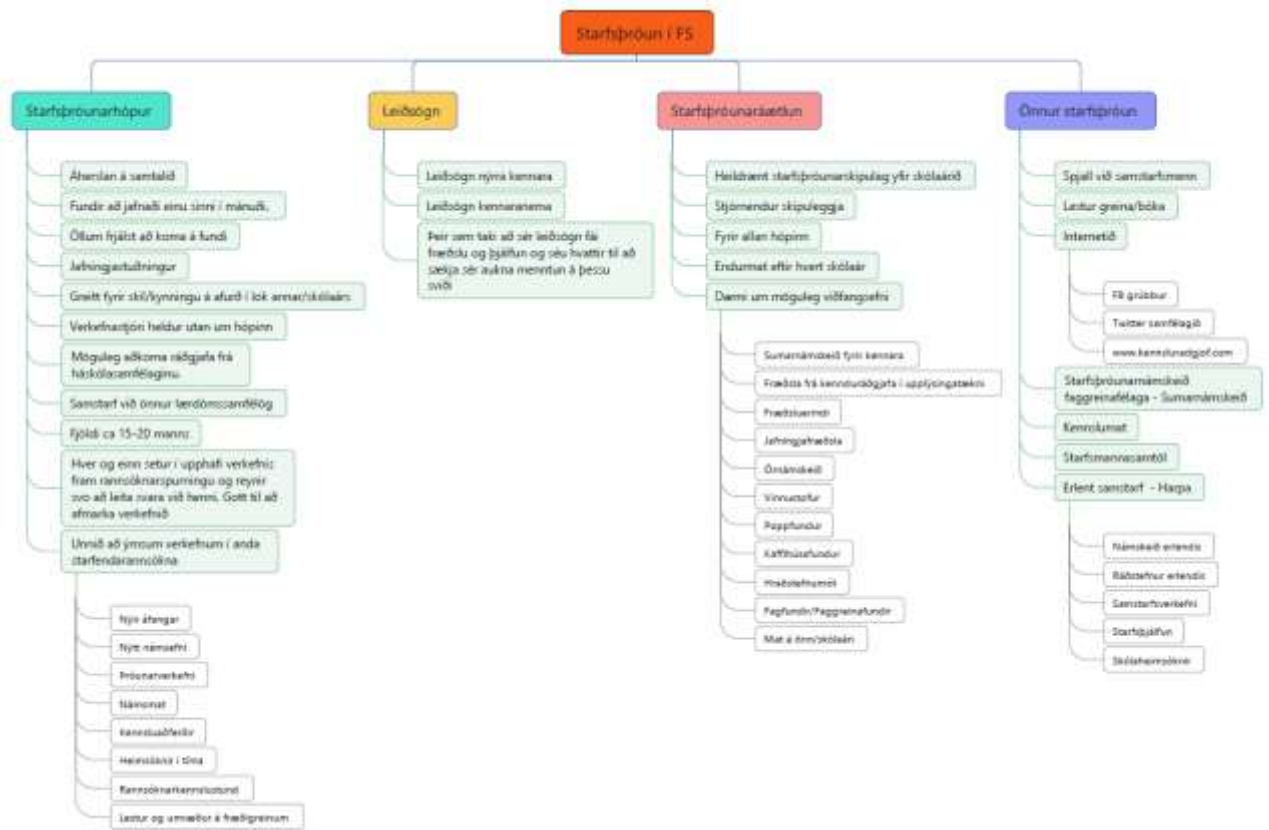 Starfsþróun í FS
Starfsþróunarhópur
Áherslan á samtalið
Fundir að jafnaði einu sinni í mánuði.
Öllum frjálst að koma á fundi
Jafningjastuðningur
Greitt fyrir skil/kynningu á afurð í lok annar/skólaárs
Verkefnastjóri heldur utan um hópinn
Möguleg aðkoma ráðgjafa frá
háskólasamfélaginu.
Samstarf við önnur lærdómssamfélög
Fjöldi ca 15-20 manns
Hver og einn setur í upphafi verkefnis
fram rannsóknarspurningu og reynir
svo að leita svara við henni. Gott til að
afmarka verkefnið
Unnið að ýmsum verkefnum í anda
starfendarannsókna
Nýir áfangar
Nýtt námsefni
Þróunarverkefni
Námsmat
Kennsluaðferðir
Heimsóknir í tíma
Rannsóknarkennslustund
Lestur og umræður á fræðigreinum
Leiðsögn
Leiðsögn nýrra kennara
Leiðsögn kennaranema
Þeir sem taki að sér leiðsögn fái
fræðslu og þjálfun og séu hvattir til að
sækja sér aukna menntun á þessu
sviði
Starfsþróunaráætlun
Heildrænt starfsþróunarskipulag yfir skólaárið
Stjórnendur skipuleggja
Fyrir allan hópinn
Endurmat eftir hvert skólaár
Dæmi um möguleg viðfangsefni
Sumarnámskeið fyrir kennara
Fræðsla frá kennsluráðgjafa í upplýsingatækni
Fræðsluerindi
Jafningjafræðsla
Örnámskeið
Vinnustofur
Poppfundur
Kaffihúsafundur
Hraðstefnumót
Fagfundir/Faggreinafundir
Mat á önn/skólaári
Önnur starfsþróun
Spjall við samstarfsmenn
Lestur greina/bóka
Internetið
FB grúbbur
Twitter samfélagið
www.kennsluradgjof.com
Starfsþróunarnámskeið
faggreinafélaga - Sumarnámskeið
Kennslumat
Starfsmannasamtöl
Erlent samstarf - Harpa
Námskeið erlendis
Ráðstefnur erlendis
Samstarfsverkefni
Starfsþjálfun
Skólaheimsóknir